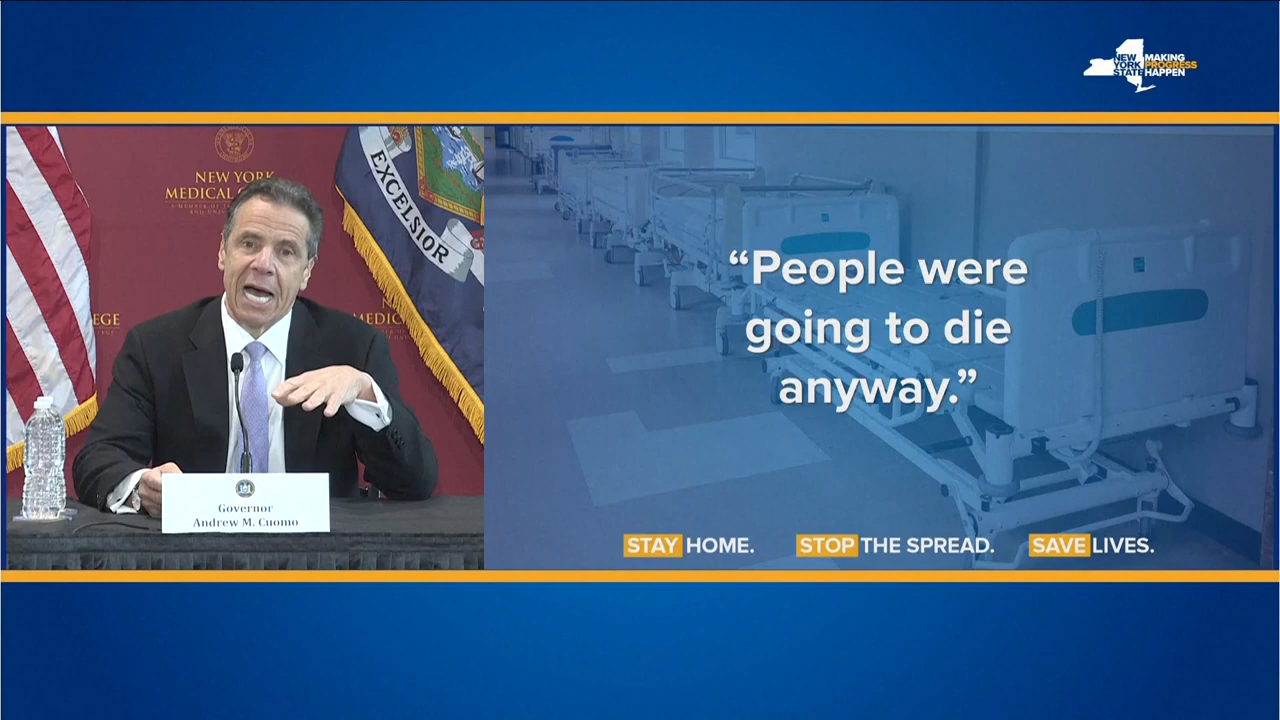 NEW
YORK
STATE
MAKING
PROGRESS
HAPPEN
NEW YORK
MEDICAL
EXCELSIOR
EGE
MEDIC
Governor
Andrew M. Cuomo
“People were
going to die
anyway.”
STAY HOME. STOP THE SPREAD. SAVE LIVES.